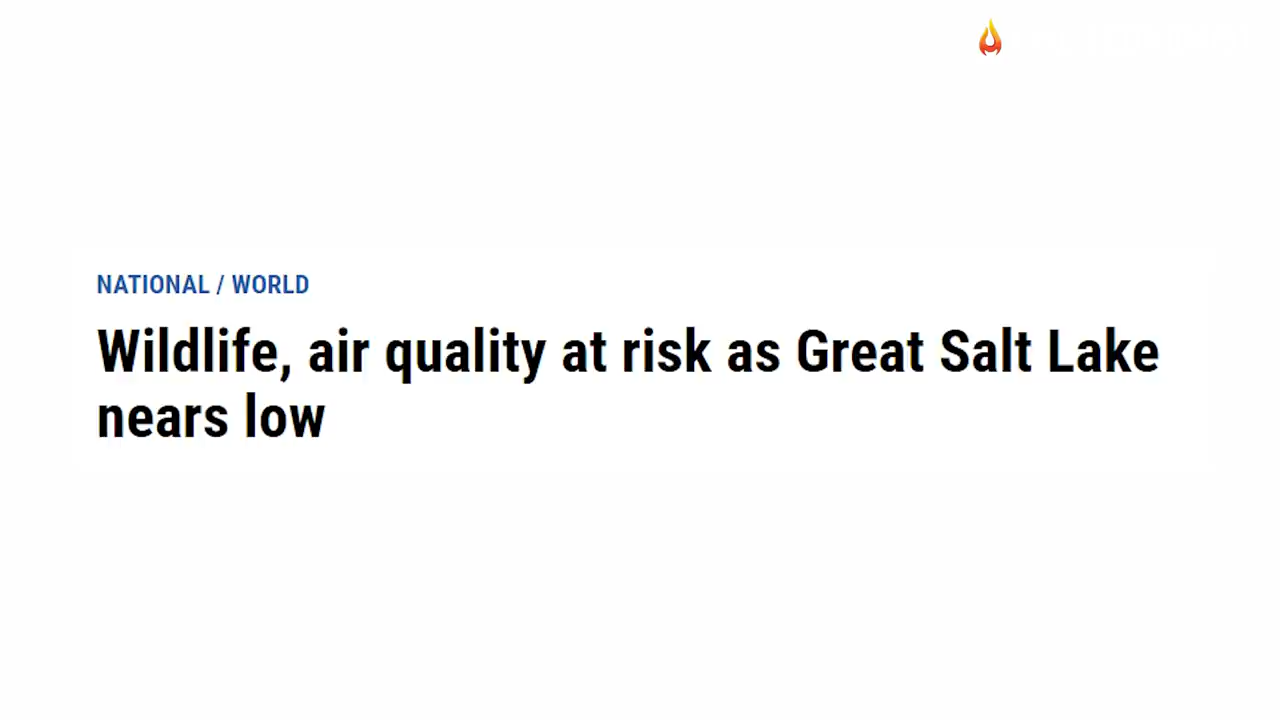 NATIONAL / WORLD
Wildlife, air quality at risk as Great Salt Lake
nears low